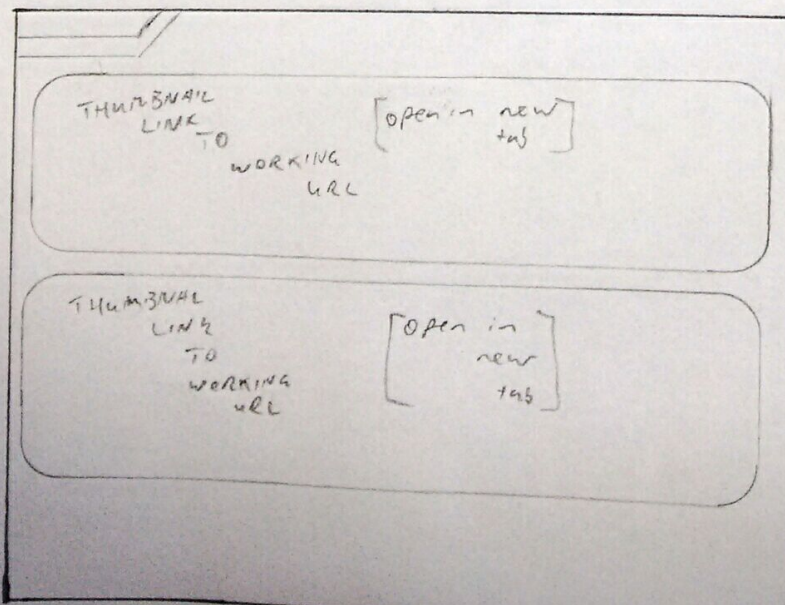 THUMBNAIL
LINK
TO
WORKING
URL
[open in new
tab]
THUMBNAIL
LINK
TO
WORKING
URL
[open in
new
tab]